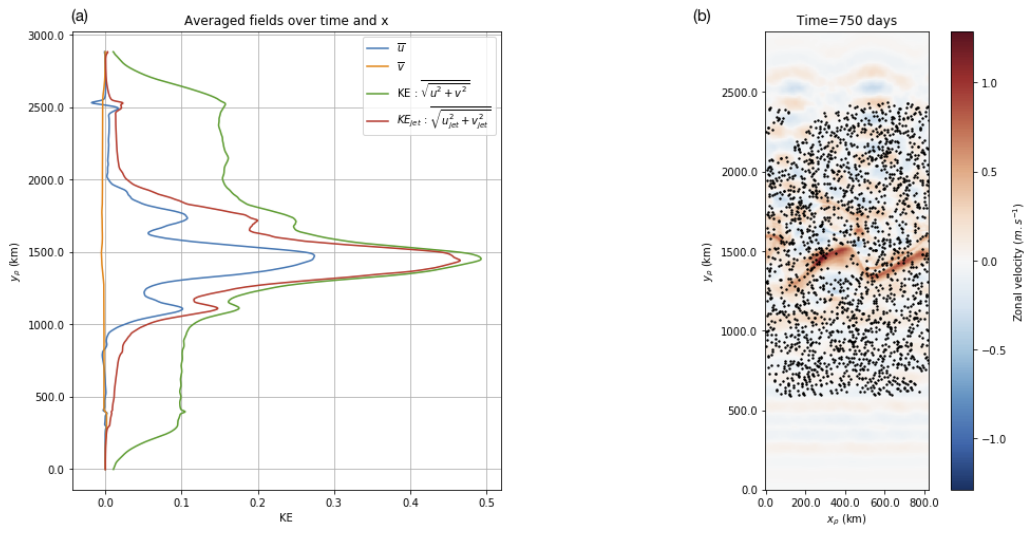 (a)
Averaged fields over time and x
3000.0
2500.0
2000.0
1500.0
1000.0
500.0
0.0
y_ρ (km)
0.0 0.1 0.2 0.3 0.4 0.5
KE
u̅
v̅
KE : √(u² + v²)
KE_jet : √(u²_jet + v²_jet)
(b)
Time=750 days
2500.0
2000.0
1500.0
1000.0
500.0
0.0
y_ρ (km)
0.0 200.0 400.0 600.0 800.0
x_ρ (km)
1.0
0.5
0.0
−0.5
−1.0
Zonal velocity (m. s⁻¹)